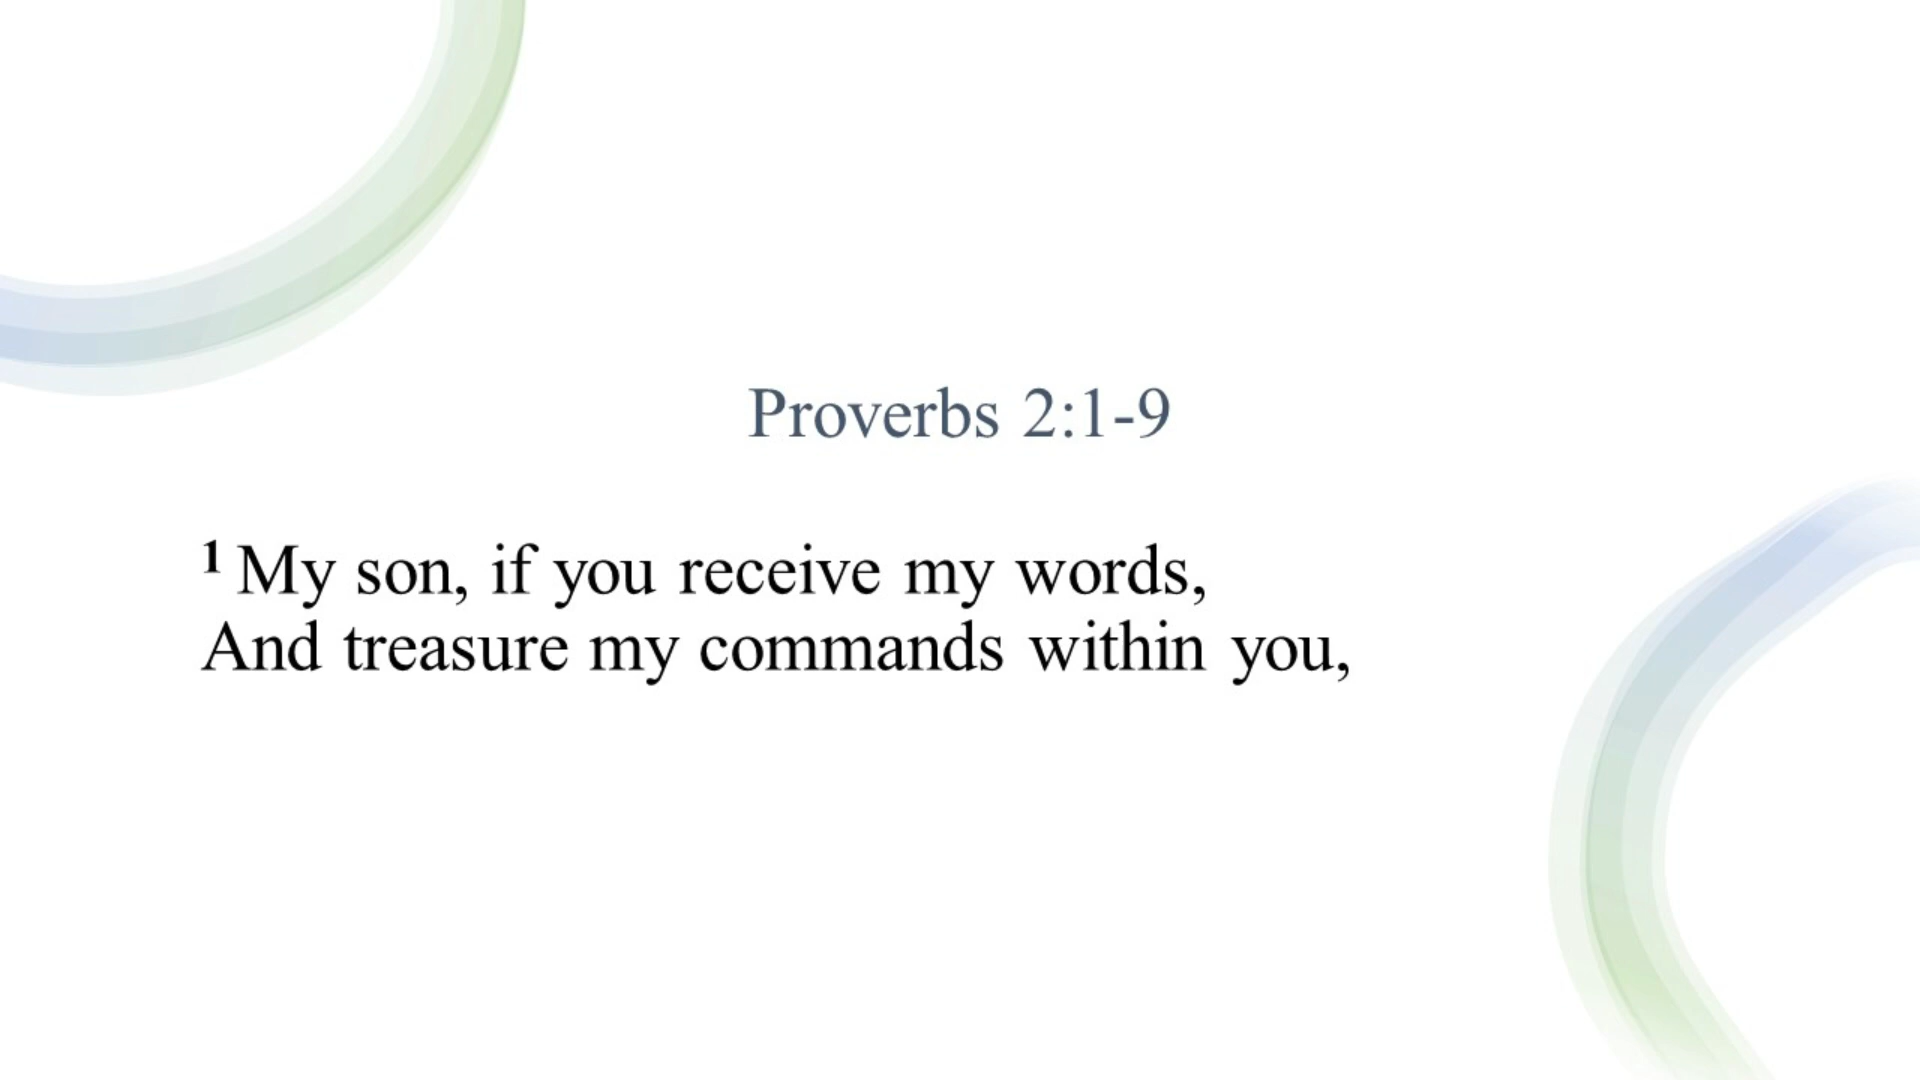 Proverbs 2:1-9
1 My son, if you receive my words,
And treasure my commands within you,